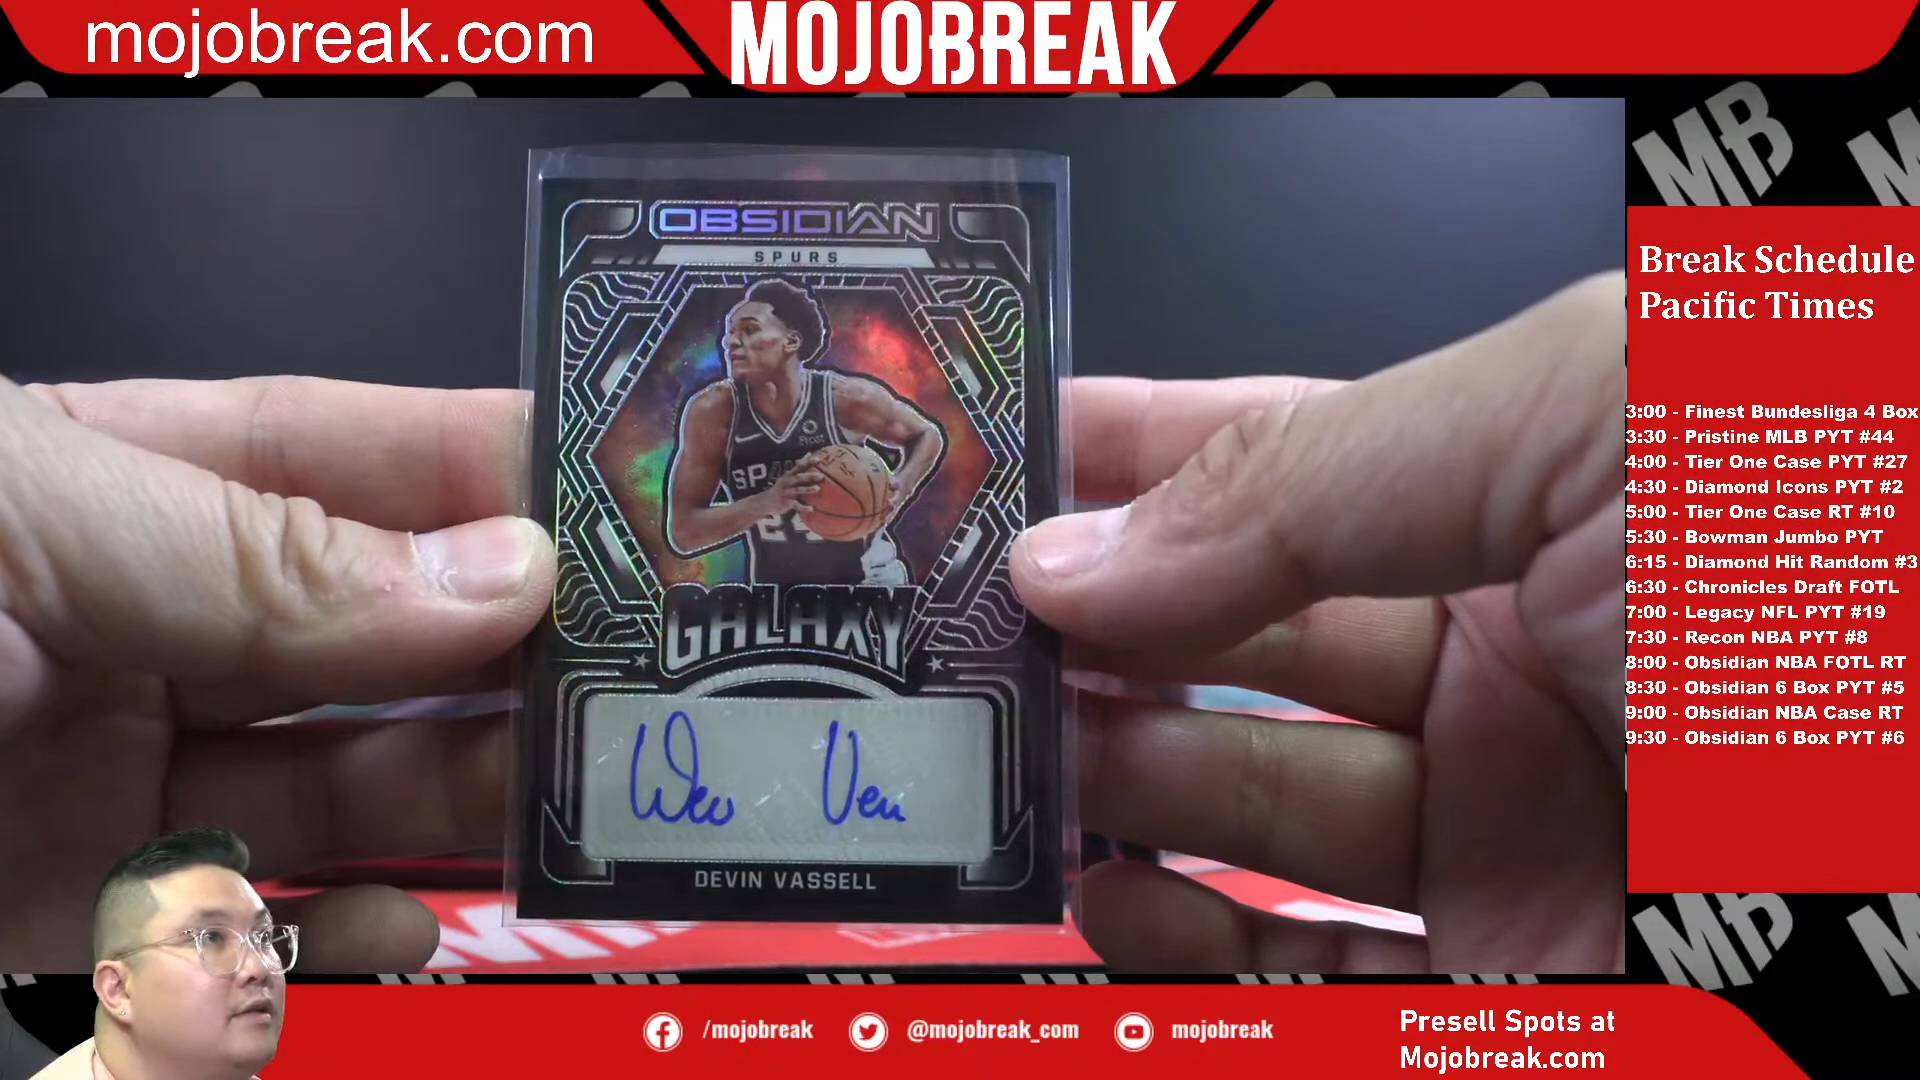 mojobreak.com
MOJOBREAK
OBSIDIAN
SPURS
24
GALAXY
DEVIN VASSELL
Break Schedule
Pacific Times
3:00 - Finest Bundesliga 4 Box
3:30 - Pristine MLB PYT #44
4:00 - Tier One Case PYT #27
4:30 - Diamond Icons PYT #2
5:00 - Tier One Case RT #10
5:30 - Bowman Jumbo PYT
6:15 - Diamond Hit Random #3
6:30 - Chronicles Draft FOTL
7:00 - Legacy NFL PYT #19
7:30 - Recon NBA PYT #8
8:00 - Obsidian NBA FOTL RT
8:30 - Obsidian 6 Box PYT #5
9:00 - Obsidian NBA Case RT
9:30 - Obsidian 6 Box PYT #6
MB
MB
/mojobreak
@mojobreak_com
mojobreak
Presell Spots at
Mojobreak.com